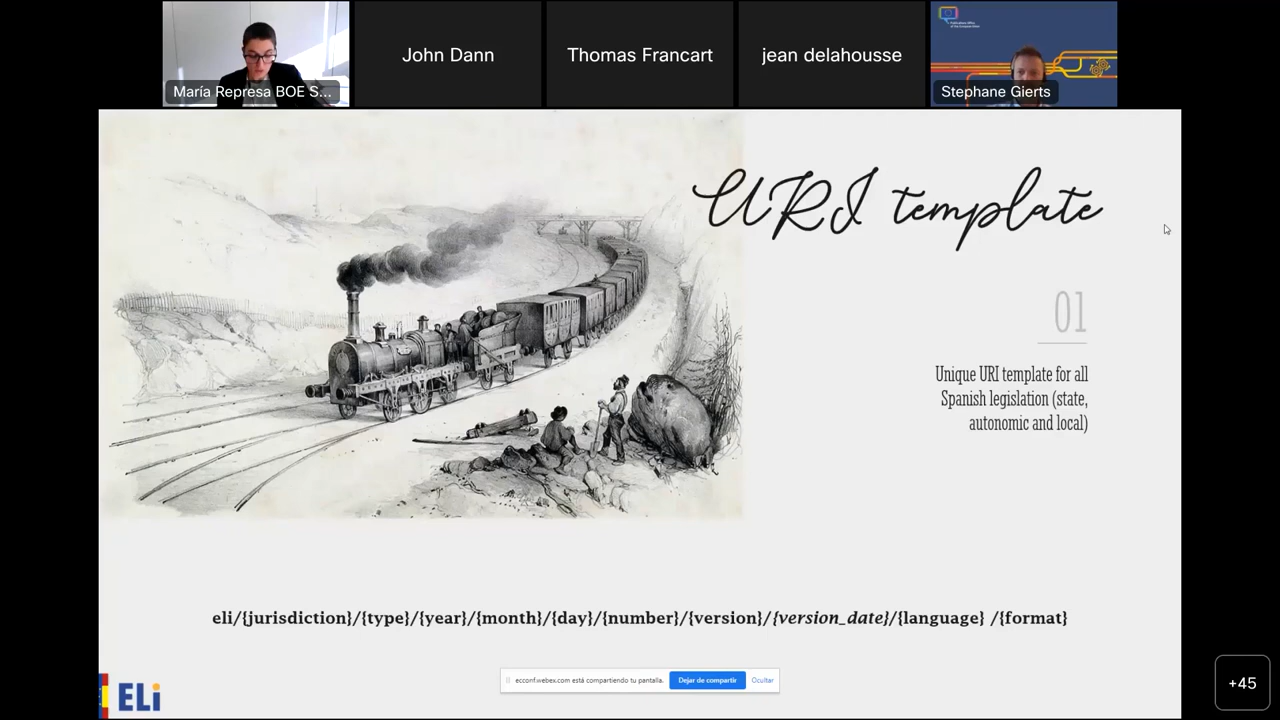 María Represa BOE S...
John Dann
Thomas Francart
jean delahousse
Stephane Gierts
URI template
01
Unique URI template for all
Spanish legislation (state,
autonomic and local)
eli/{jurisdiction}/{type}/{year}/{month}/{day}/{number}/{version}/{version_date}/{language} /{format}
ecconf.webex.com está compartiendo tu pantalla.
Dejar de compartir
Ocultar
ELi
+45